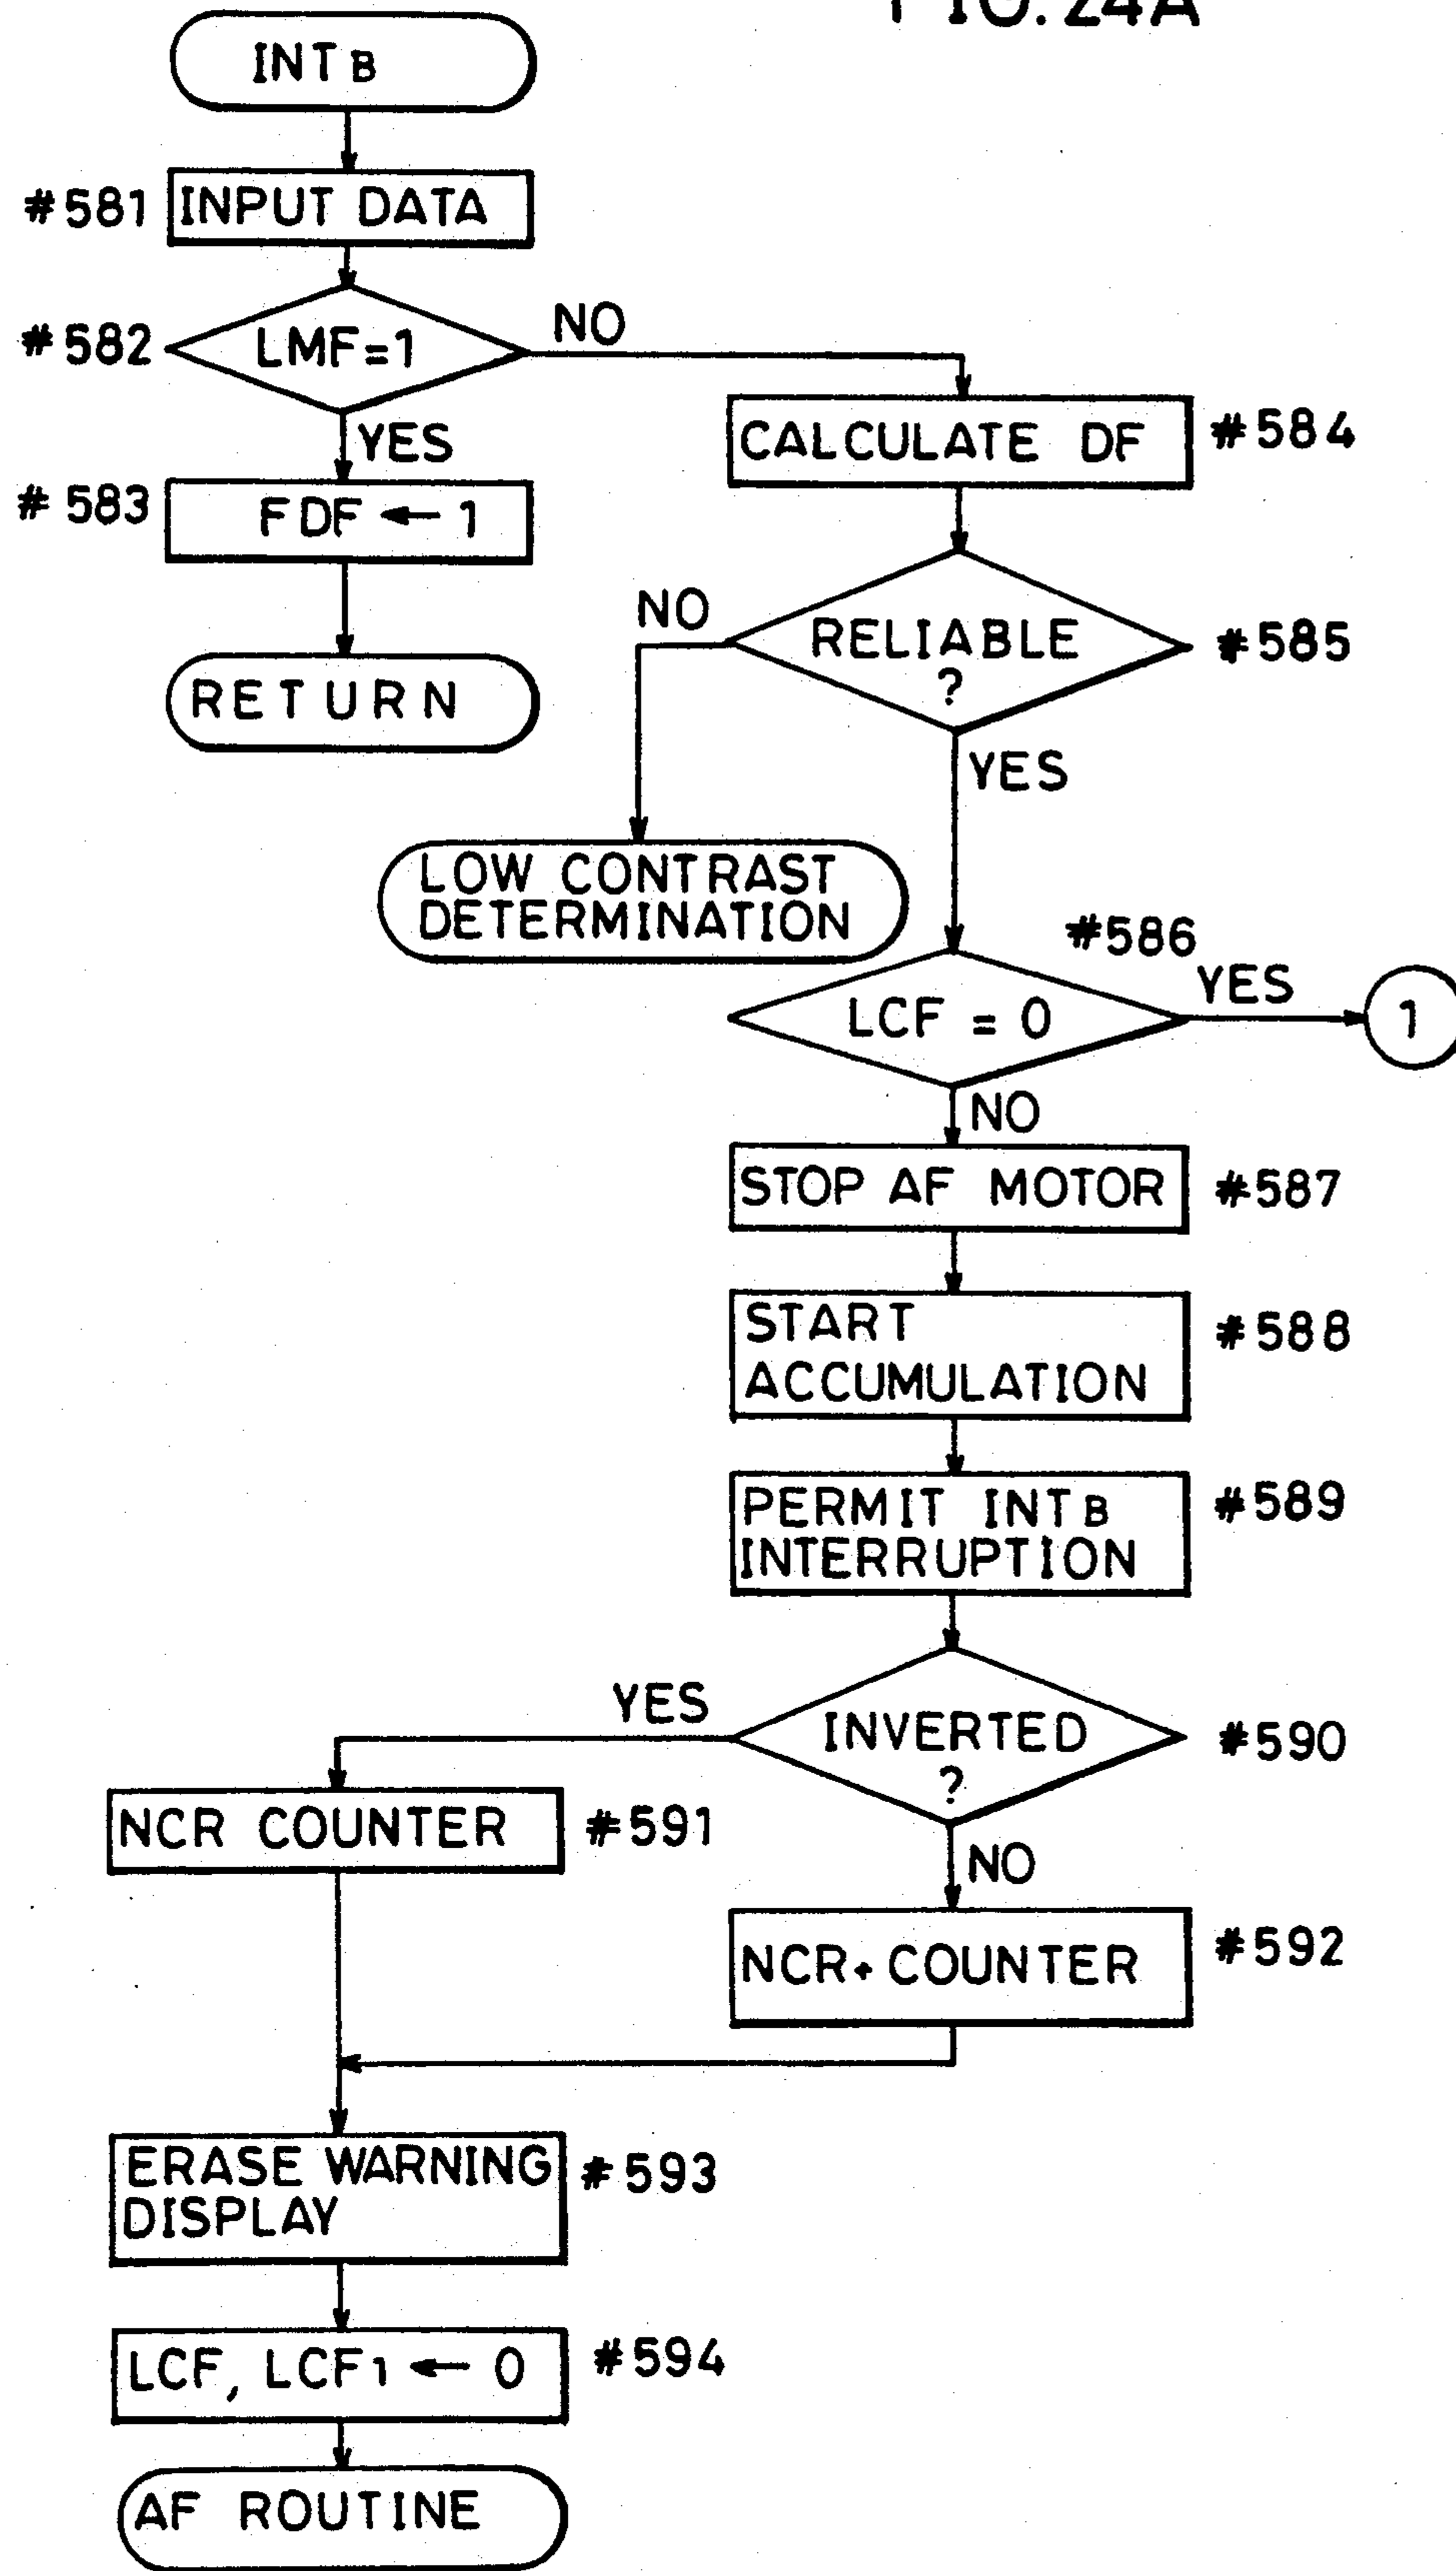 FIG. 24A
INTB
#581 INPUT DATA
#582 LMF=1
NO
YES
CALCULATE DF #584
#583 FDF ← 1
NO
RELIABLE
?
#585
RETURN
YES
LOW CONTRAST
DETERMINATION
#586
LCF = 0
YES
1
NO
STOP AF MOTOR #587
START
ACCUMULATION
#588
PERMIT INTB
INTERRUPTION
#589
YES
INVERTED
?
#590
NCR COUNTER #591
NO
NCR+COUNTER #592
ERASE WARNING
DISPLAY
#593
LCF, LCF1 ← 0 #594
AF ROUTINE